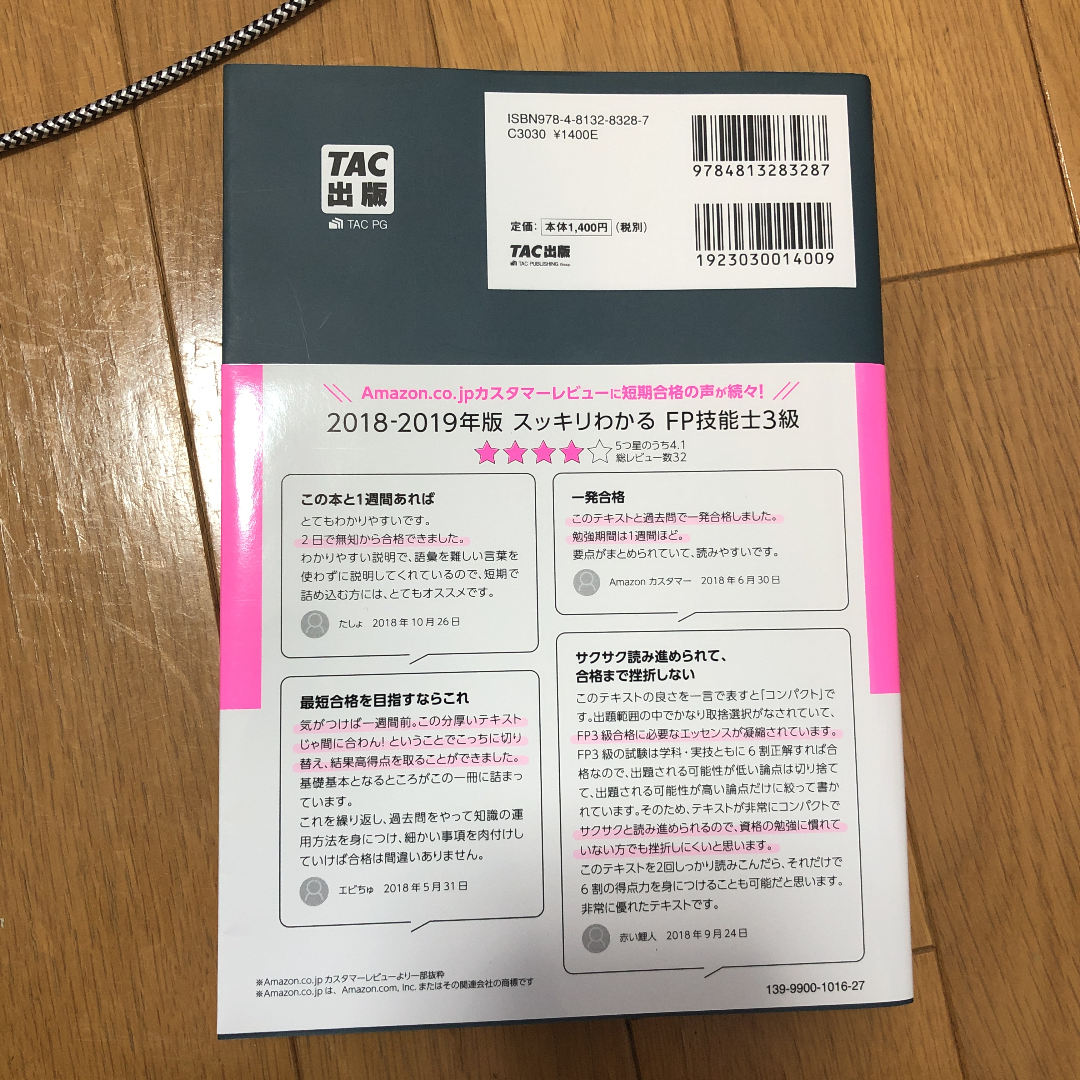 TAC
出版
TAC PG
ISBN978-4-8132-8328-7
C3030 ¥1400E
9784813283287
定価: 本体1,400円 (税別)
TAC出版
TAC PUBLISHING Group
1923030014009
Amazon.co.jpカスタマーレビューに短期合格の声が続々!
2018-2019年版 スッキリわかる FP技能士3級
★★★★☆ 5つ星のうち4.1
総レビュー数32
この本と1週間あれば
とてもわかりやすいです。
2日で無知から合格できました。
わかりやすい説明で、語彙を難しい言葉を
使わずに説明してくれているので、短期で
詰め込む方には、とてもオススメです。
たしょ 2018年10月26日
一発合格
このテキストと過去問で一発合格しました。
勉強期間は1週間ほど。
要点がまとめられていて、読みやすいです。
Amazon カスタマー 2018年6月30日
最短合格を目指すならこれ
気がつけば一週間前。この分厚いテキスト
じゃ間に合わん! ということでこっちに切り
替え、結果高得点を取ることができました。
基礎基本となるところがこの一冊に詰まっ
ています。
これを繰り返し、過去問をやって知識の運
用方法を身につけ、細かい事項を肉付けし
ていけば合格は間違いありません。
エビちゅ 2018年5月31日
サクサク読み進められて、
合格まで挫折しない
このテキストの良さを一言で表すと「コンパクト」で
す。出題範囲の中でかなり取捨選択がなされていて、
FP3級合格に必要なエッセンスが凝縮されています。
FP3級の試験は学科・実技ともに6割正解すれば合
格なので、出題される可能性が低い論点は切り捨て
て、出題される可能性が高い論点だけに絞って書か
れています。そのため、テキストが非常にコンパクトで
サクサクと読み進められるので、資格の勉強に慣れて
いない方でも挫折しにくいと思います。
このテキストを2回しっかり読みこんだら、それだけで
6割の得点力を身につけることも可能だと思います。
非常に優れたテキストです。
赤い鯉人 2018年9月24日
※Amazon.co.jp カスタマーレビューより一部抜粋
※Amazon.co.jp は、Amazon.com, Inc. またはその関連会社の商標です
139-9900-1016-27